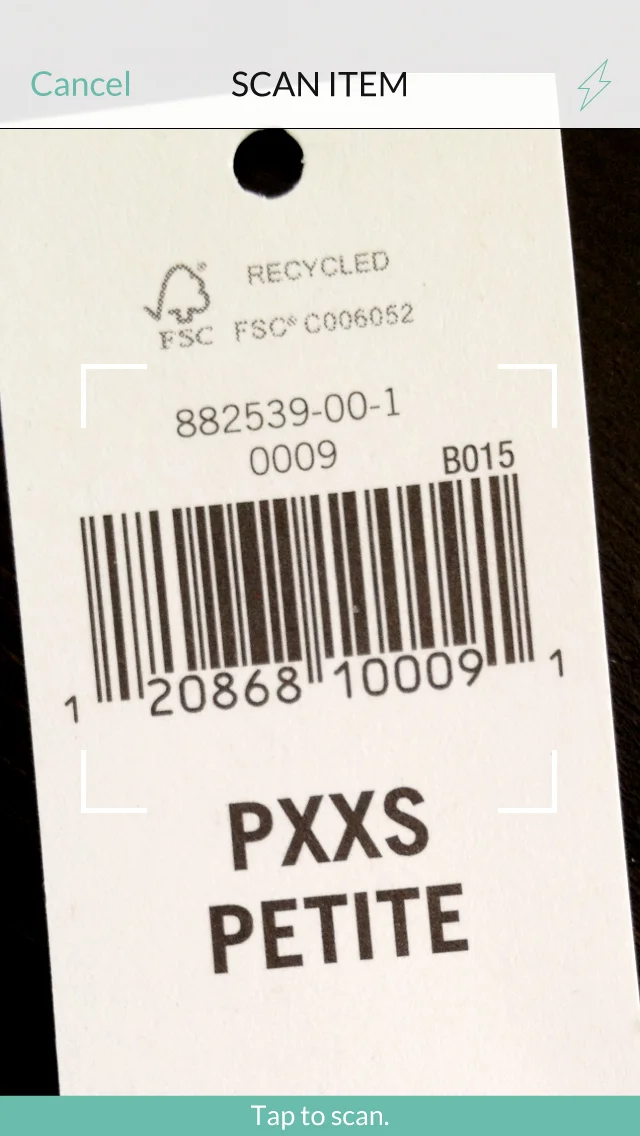 Cancel SCAN ITEM
RECYCLED
FSC FSC® C006052
882539-00-1
0009 B015
1 20868 10009 1
PXXS
PETITE
Tap to scan.